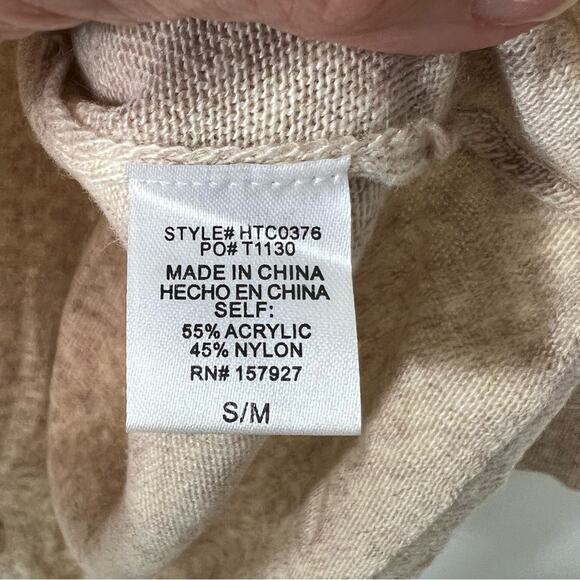 STYLE# HTC0376
PO# T1130
MADE IN CHINA
HECHO EN CHINA
SELF:
55% ACRYLIC
45% NYLON
RN# 157927
S/M